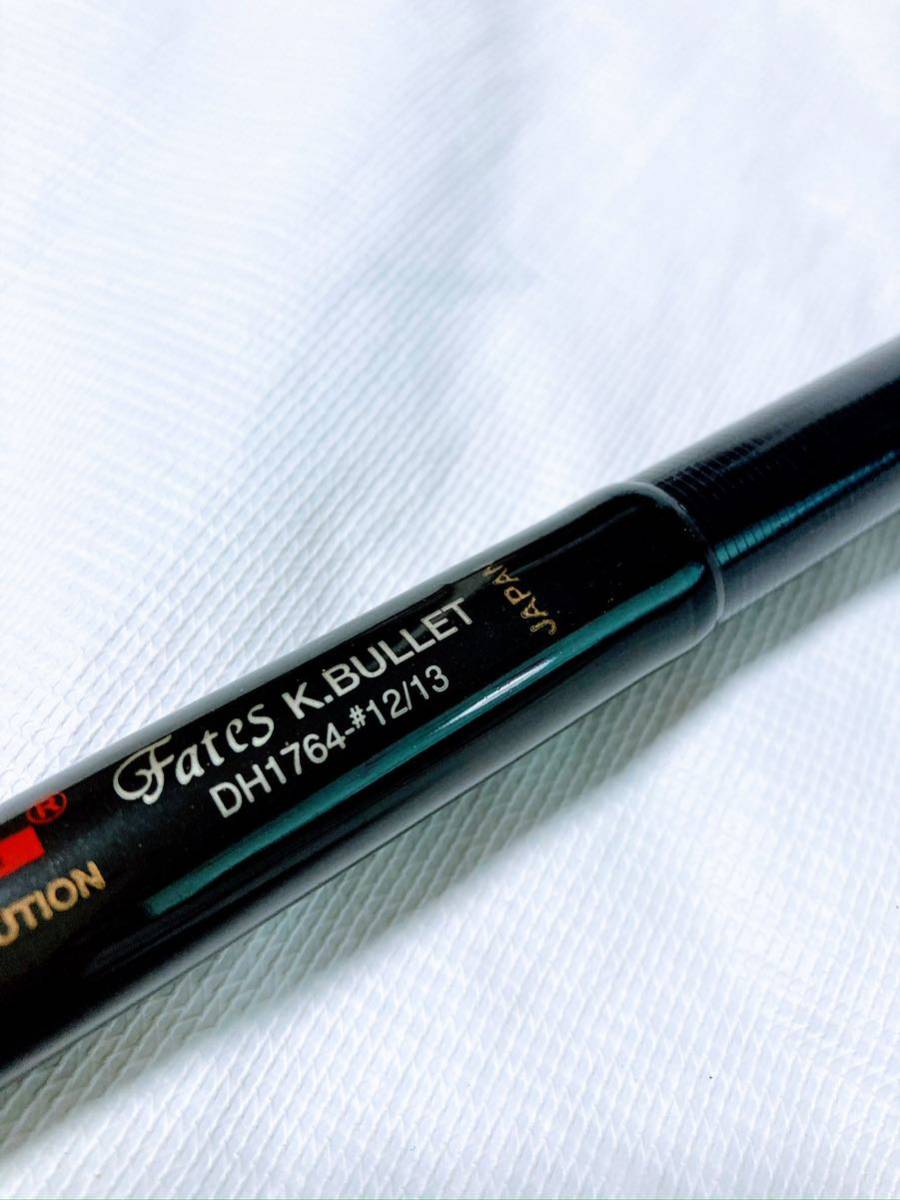 Fates K.BULLET
DH1764-#12/13
JAPAN
®
UTION